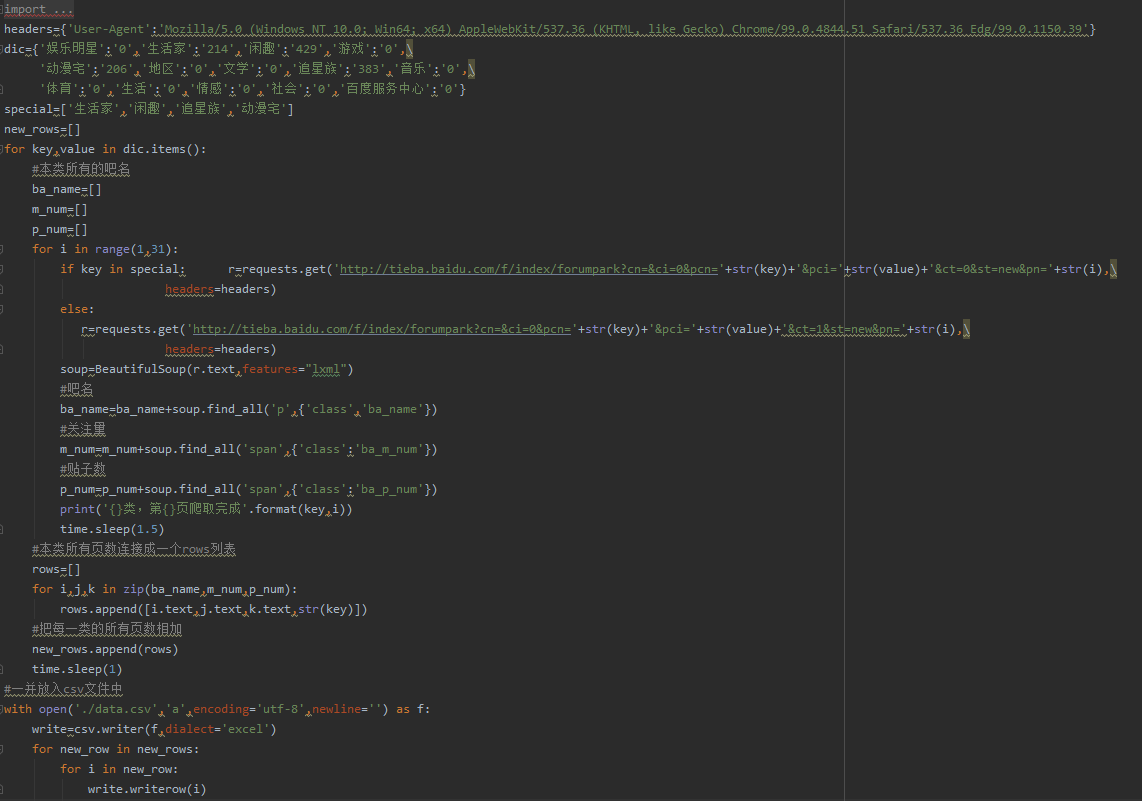 import ...
headers={'User-Agent':'Mozilla/5.0 (Windows NT 10.0; Win64; x64) AppleWebKit/537.36 (KHTML, like Gecko) Chrome/99.0.4844.51 Safari/537.36 Edg/99.0.1150.39'}
dic={'娱乐明星':'0','生活家':'214','闲趣':'429','游戏':'0',\
'动漫宅':'206','地区':'0','文学':'0','追星族':'383','音乐':'0',\
'体育':'0','生活':'0','情感':'0','社会':'0','百度服务中心':'0'}
special=['生活家','闲趣','追星族','动漫宅']
new_rows=[]
for key,value in dic.items():
#本类所有的吧名
ba_name=[]
m_num=[]
p_num=[]
for i in range(1,31):
if key in special: r=requests.get('http://tieba.baidu.com/f/index/forumpark?cn=&ci=0&pcn='+str(key)+'&pci='+str(value)+'&ct=0&st=new&pn='+str(i),\
headers=headers)
else:
r=requests.get('http://tieba.baidu.com/f/index/forumpark?cn=&ci=0&pcn='+str(key)+'&pci='+str(value)+'&ct=1&st=new&pn='+str(i),\
headers=headers)
soup=BeautifulSoup(r.text,features="lxml")
#吧名
ba_name=ba_name+soup.find_all('p',{'class','ba_name'})
#关注量
m_num=m_num+soup.find_all('span',{'class':'ba_m_num'})
#贴子数
p_num=p_num+soup.find_all('span',{'class':'ba_p_num'})
print('{}类，第{}页爬取完成'.format(key,i))
time.sleep(1.5)
#本类所有页数连接成一个rows列表
rows=[]
for i,j,k in zip(ba_name,m_num,p_num):
rows.append([i.text,j.text,k.text,str(key)])
#把每一类的所有页数相加
new_rows.append(rows)
time.sleep(1)
#一并放入csv文件中
with open('./data.csv','a',encoding='utf-8',newline='') as f:
write=csv.writer(f,dialect='excel')
for new_row in new_rows:
for i in new_row:
write.writerow(i)